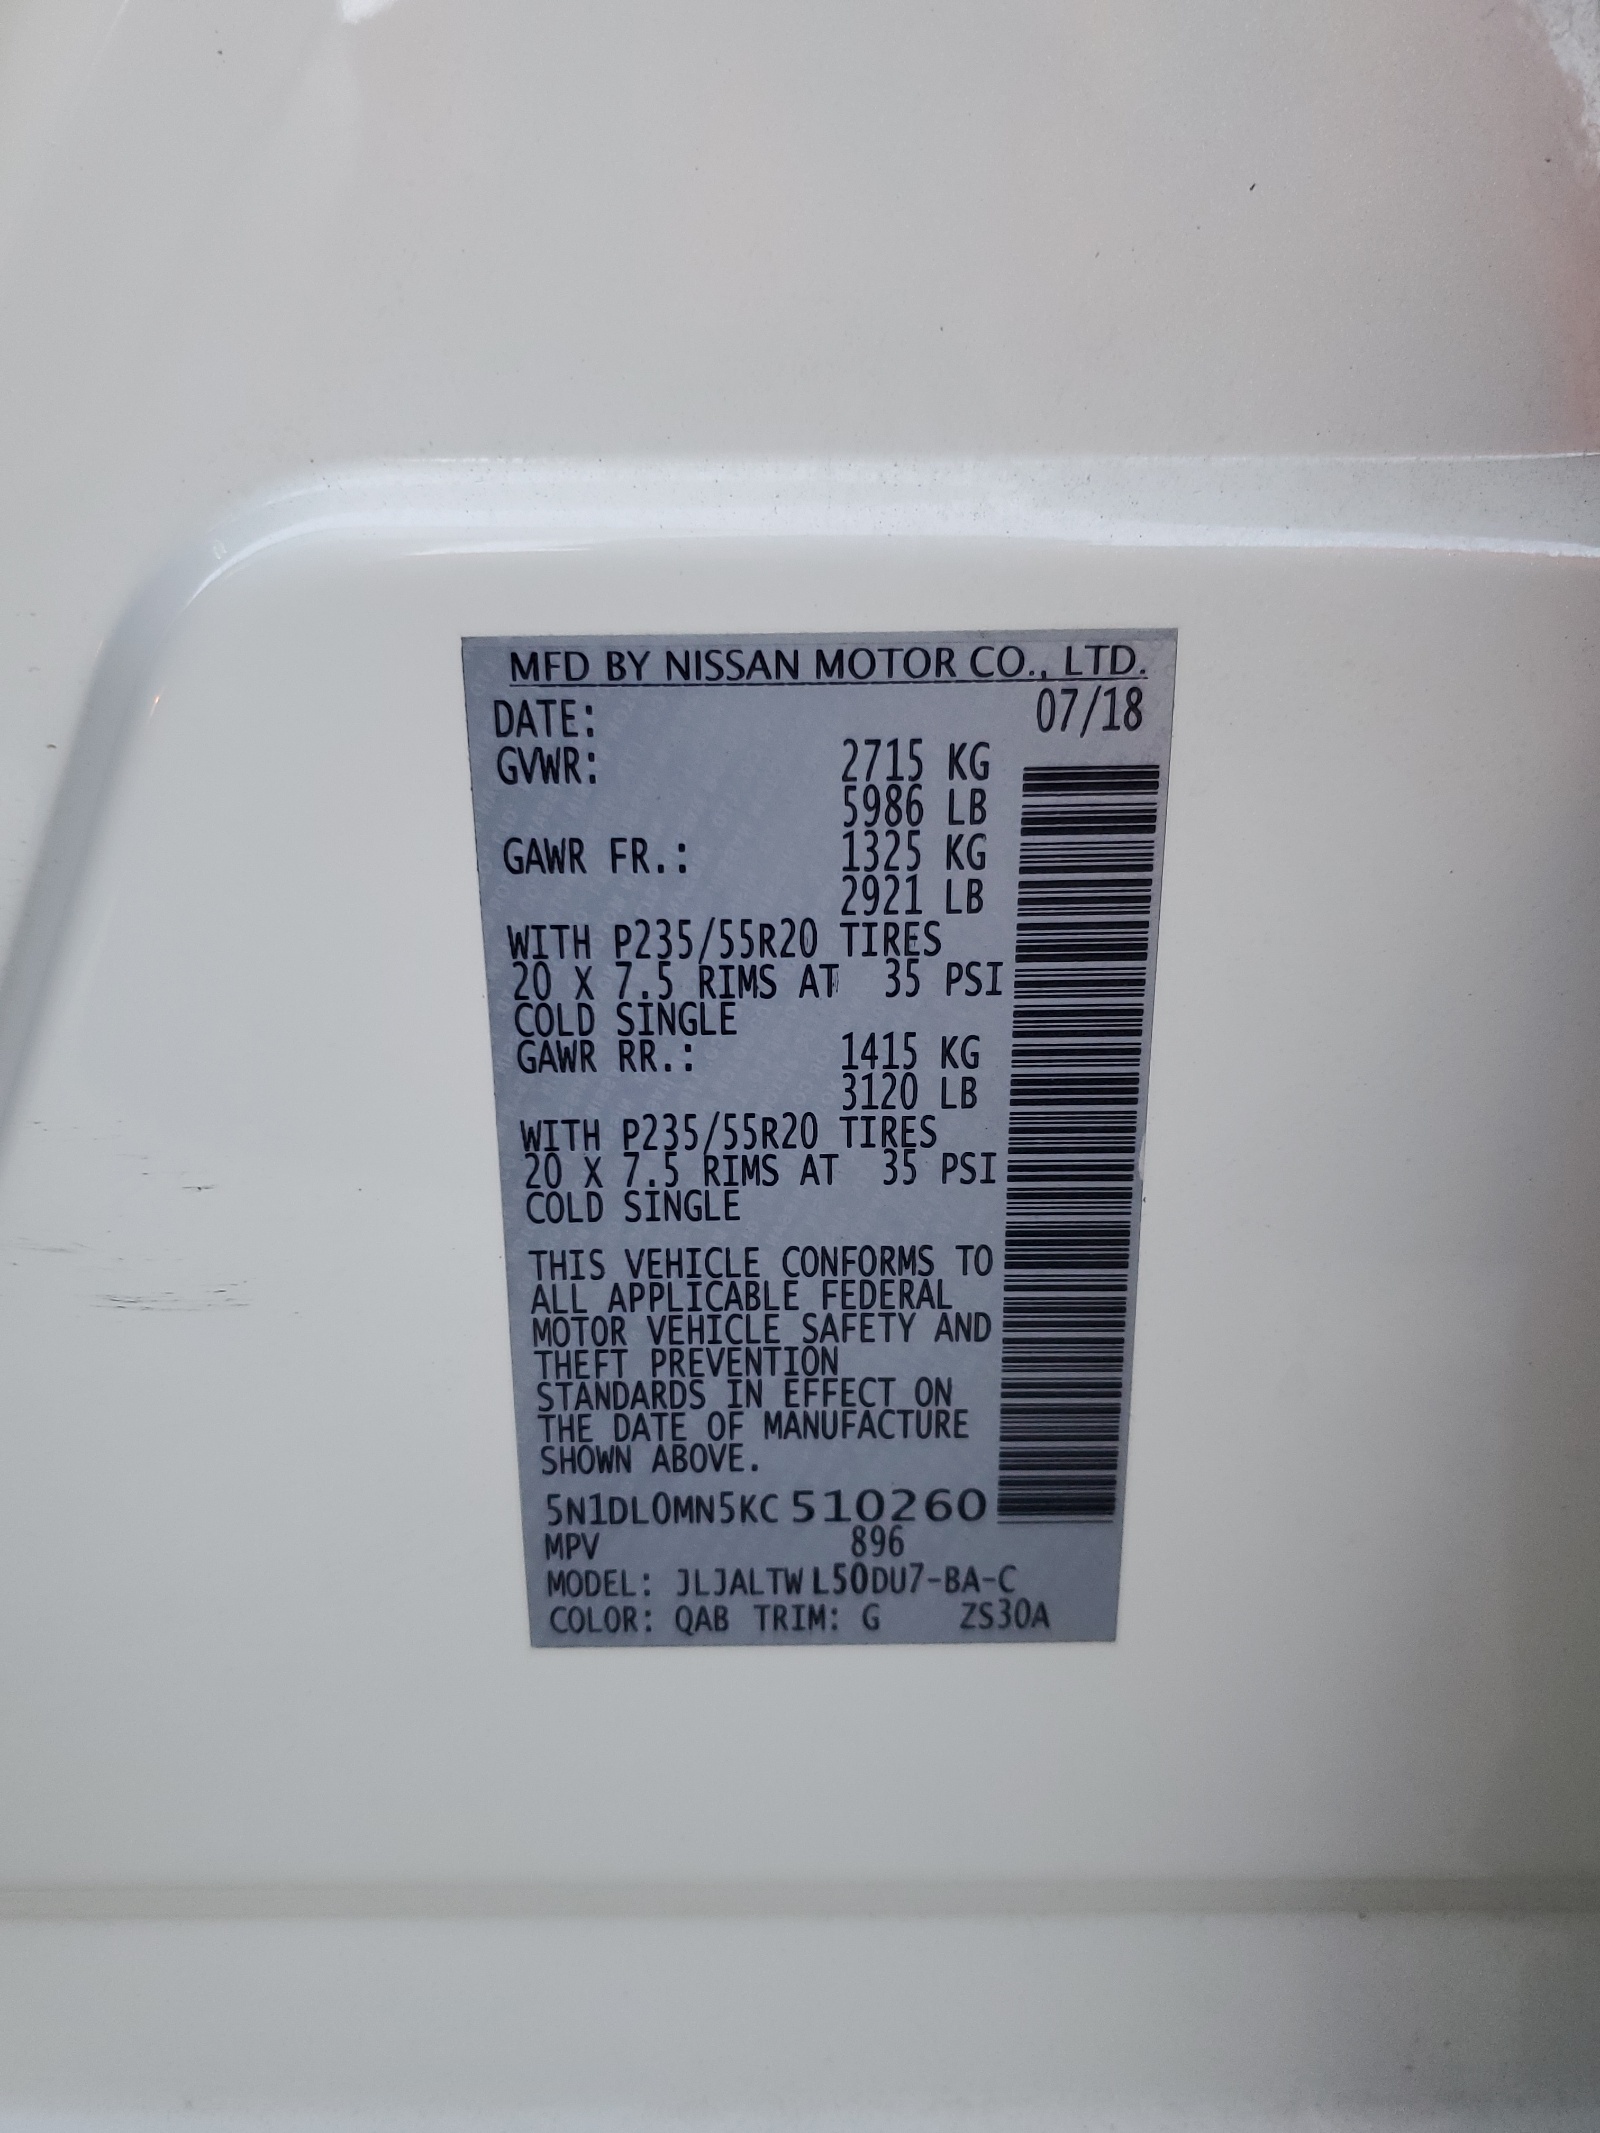 MFD BY NISSAN MOTOR CO., LTD.
DATE: 07/18
GVWR: 2715 KG
5986 LB
GAWR FR.: 1325 KG
2921 LB
WITH P235/55R20 TIRES
20 X 7.5 RIMS AT 35 PSI
COLD SINGLE
GAWR RR.: 1415 KG
3120 LB
WITH P235/55R20 TIRES
20 X 7.5 RIMS AT 35 PSI
COLD SINGLE
THIS VEHICLE CONFORMS TO
ALL APPLICABLE FEDERAL
MOTOR VEHICLE SAFETY AND
THEFT PREVENTION
STANDARDS IN EFFECT ON
THE DATE OF MANUFACTURE
SHOWN ABOVE.
5N1DL0MN5KC510260
MPV 896
MODEL: JLJALTWL50DU7-BA-C
COLOR: QAB TRIM: G ZS30A